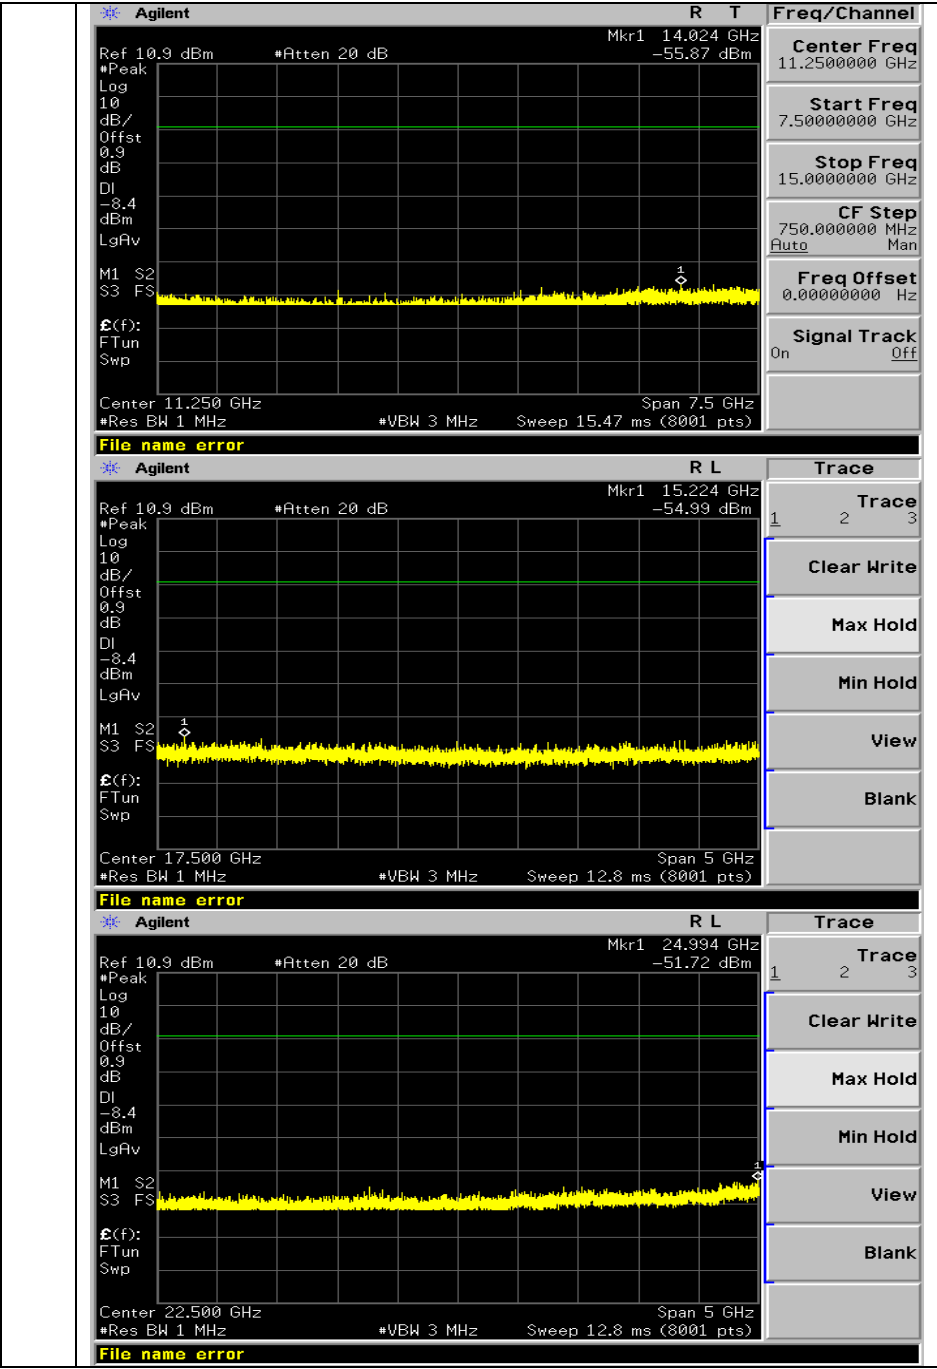 Agilent R T Freq/Channel
Mkr1 14.024 GHz
Ref 10.9 dBm #Atten 20 dB -55.87 dBm
#Peak
Log
10
dB/
Offst
0.9
dB
DI
-8.4
dBm
LgAv
M1 S2
S3 FS
£(f):
FTun
Swp
1
Center 11.250 GHz Span 7.5 GHz
#Res BW 1 MHz #VBW 3 MHz Sweep 15.47 ms (8001 pts)
Center Freq
11.2500000 GHz
Start Freq
7.50000000 GHz
Stop Freq
15.0000000 GHz
CF Step
750.000000 MHz
Auto Man
Freq Offset
0.00000000 Hz
Signal Track
On Off
File name error
Agilent R L Trace
Mkr1 15.224 GHz
Ref 10.9 dBm #Atten 20 dB -54.99 dBm
#Peak
Log
10
dB/
Offst
0.9
dB
DI
-8.4
dBm
LgAv
M1 S2
S3 FS
£(f):
FTun
Swp
1
Center 17.500 GHz Span 5 GHz
#Res BW 1 MHz #VBW 3 MHz Sweep 12.8 ms (8001 pts)
Trace
1 2 3
Clear Write
Max Hold
Min Hold
View
Blank
File name error
Agilent R L Trace
Mkr1 24.994 GHz
Ref 10.9 dBm #Atten 20 dB -51.72 dBm
#Peak
Log
10
dB/
Offst
0.9
dB
DI
-8.4
dBm
LgAv
M1 S2
S3 FS
£(f):
FTun
Swp
1
Center 22.500 GHz Span 5 GHz
#Res BW 1 MHz #VBW 3 MHz Sweep 12.8 ms (8001 pts)
Trace
1 2 3
Clear Write
Max Hold
Min Hold
View
Blank
File name error